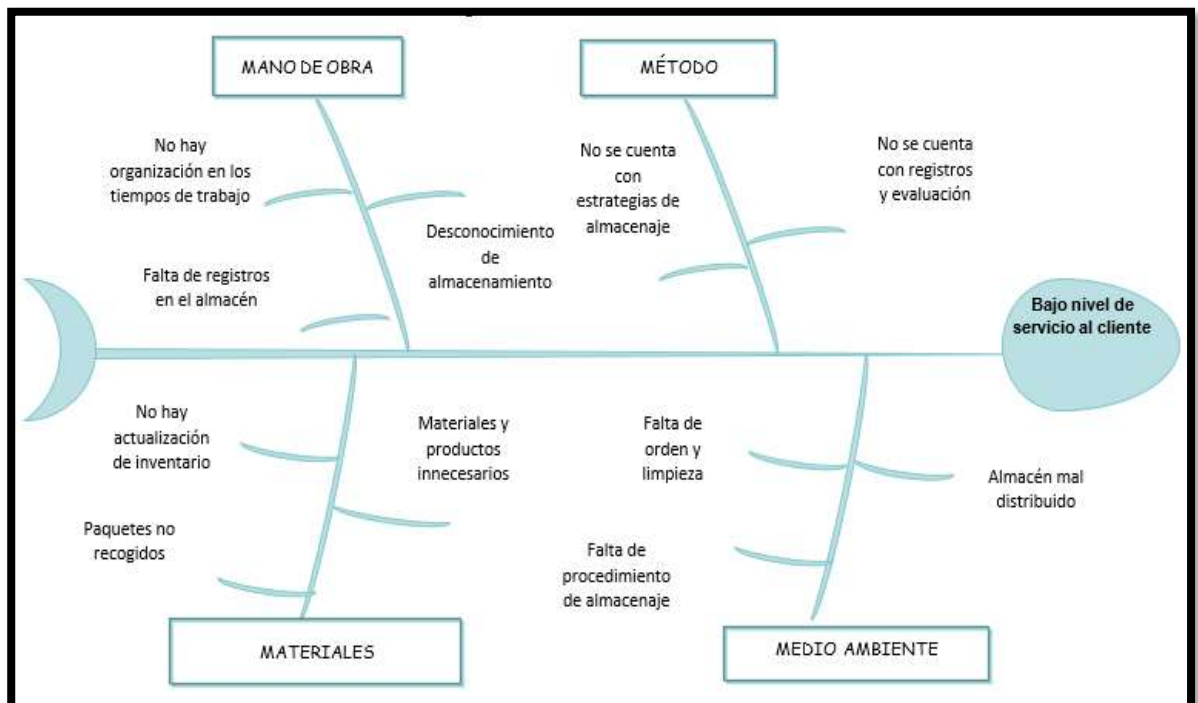 MANO DE OBRA
MÉTODO
No hay
organización en los
tiempos de trabajo
Desconocimiento
de
almacenamiento
Falta de registros
en el almacén
No se cuenta
con
estrategias de
almacenaje
No se cuenta
con registros
y evaluación
Bajo nivel de
servicio al cliente
No hay
actualización
de inventario
Materiales y
productos
innecesarios
Paquetes no
recogidos
Falta de
orden y
limpieza
Almacén mal
distribuido
Falta de
procedimiento
de almacenaje
MATERIALES
MEDIO AMBIENTE